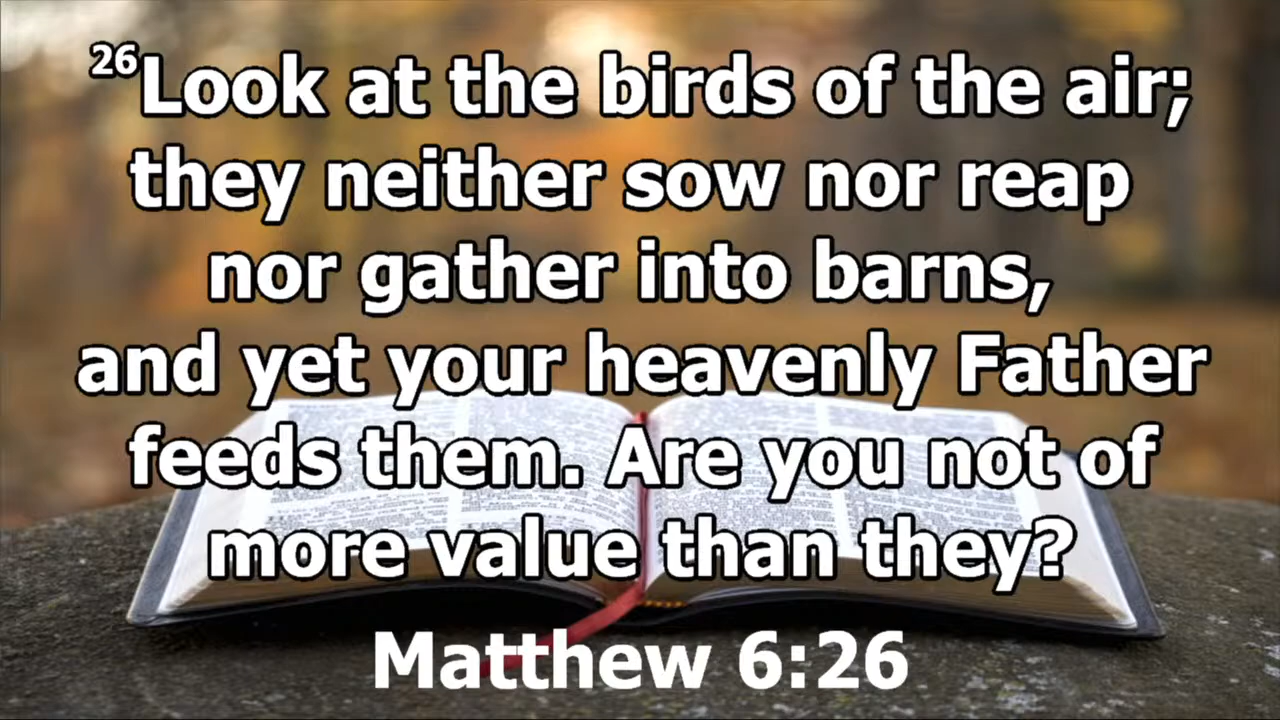 26Look at the birds of the air;
they neither sow nor reap
nor gather into barns,
and yet your heavenly Father
feeds them. Are you not of
more value than they?
Matthew 6:26